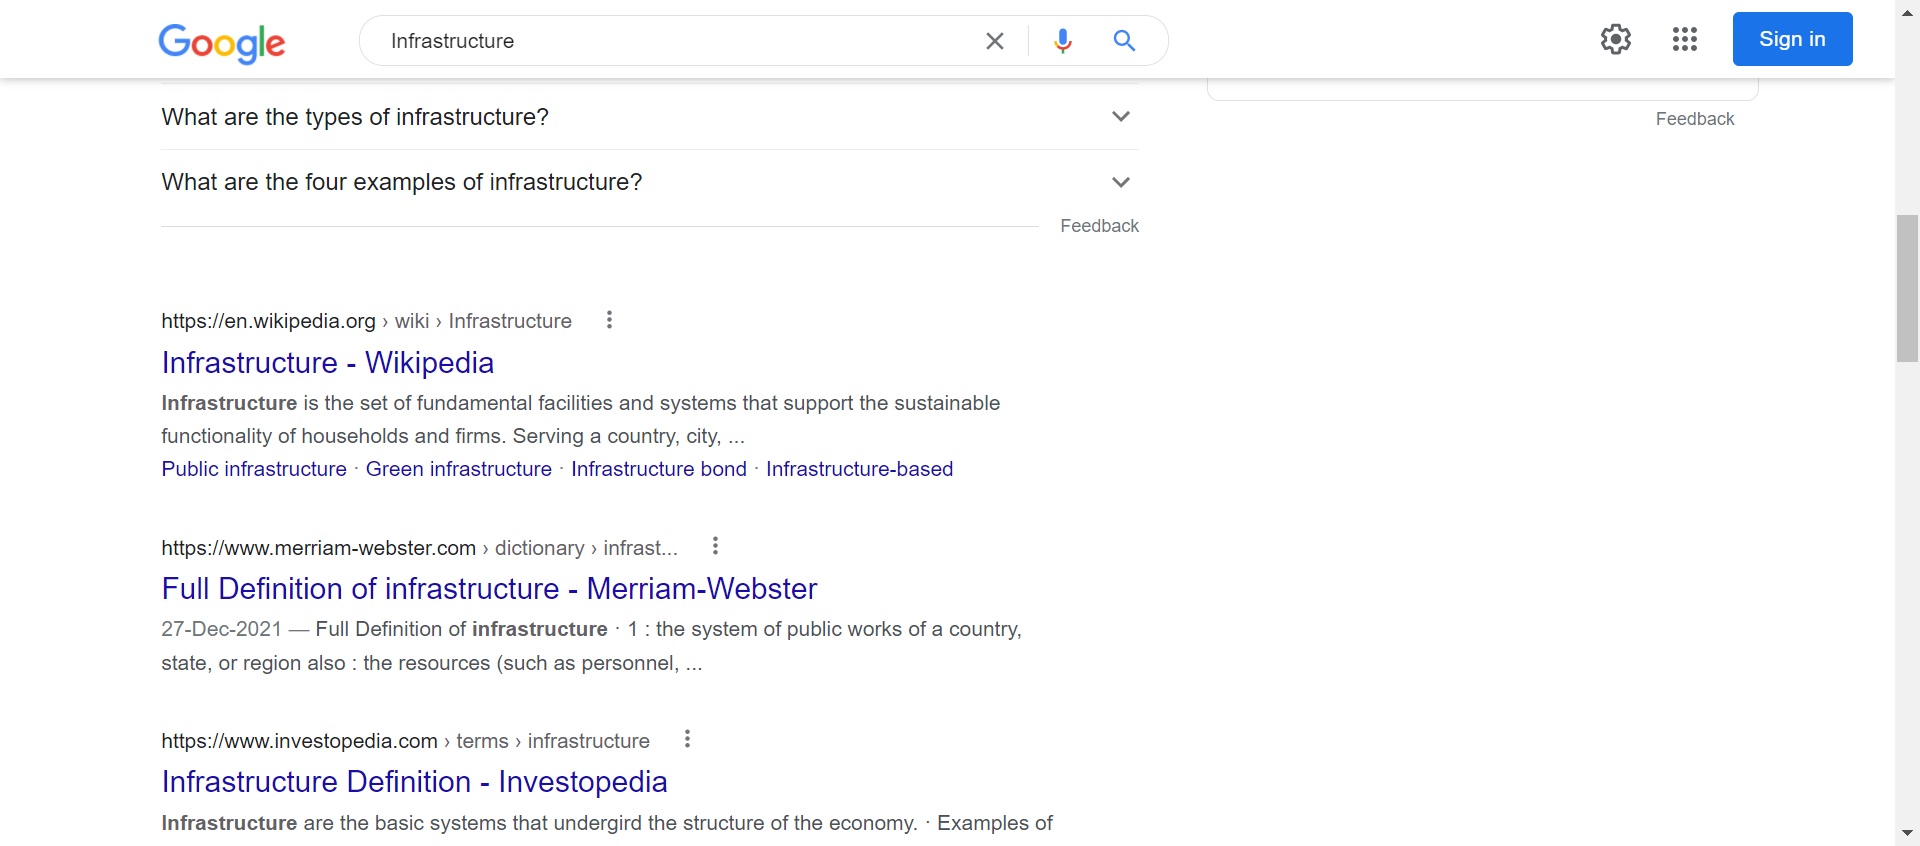 Google
Infrastructure
Sign in
What are the types of infrastructure?
Feedback
What are the four examples of infrastructure?
Feedback
https://en.wikipedia.org › wiki › Infrastructure
Infrastructure - Wikipedia
Infrastructure is the set of fundamental facilities and systems that support the sustainable
functionality of households and firms. Serving a country, city, ...
Public infrastructure · Green infrastructure · Infrastructure bond · Infrastructure-based
https://www.merriam-webster.com › dictionary › infrast...
Full Definition of infrastructure - Merriam-Webster
27-Dec-2021 — Full Definition of infrastructure · 1 : the system of public works of a country,
state, or region also : the resources (such as personnel, ...
https://www.investopedia.com › terms › infrastructure
Infrastructure Definition - Investopedia
Infrastructure are the basic systems that undergird the structure of the economy. · Examples of